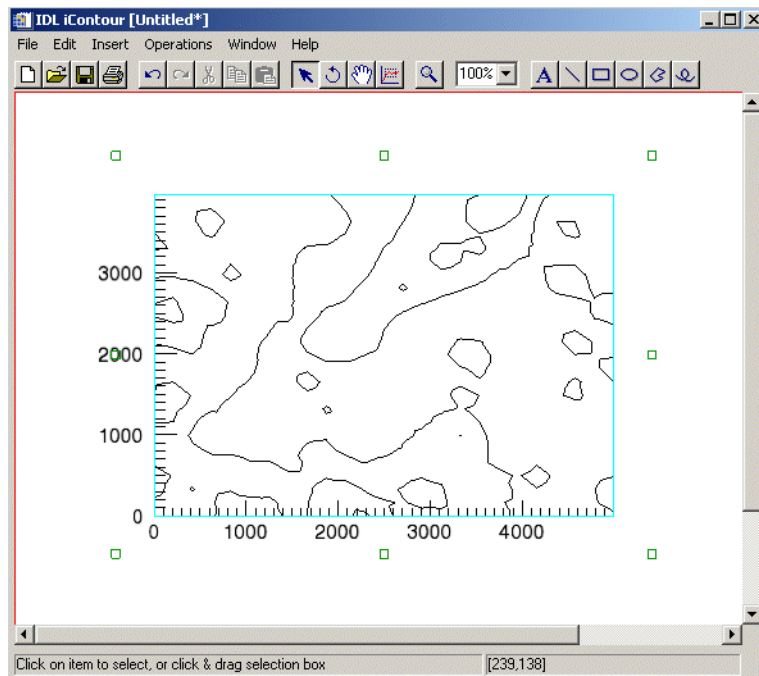 IDL iContour [Untitled*]
File Edit Insert Operations Window Help
100% A
3000
2000
1000
0
0 1000 2000 3000 4000
Click on item to select, or click & drag selection box [239,138]